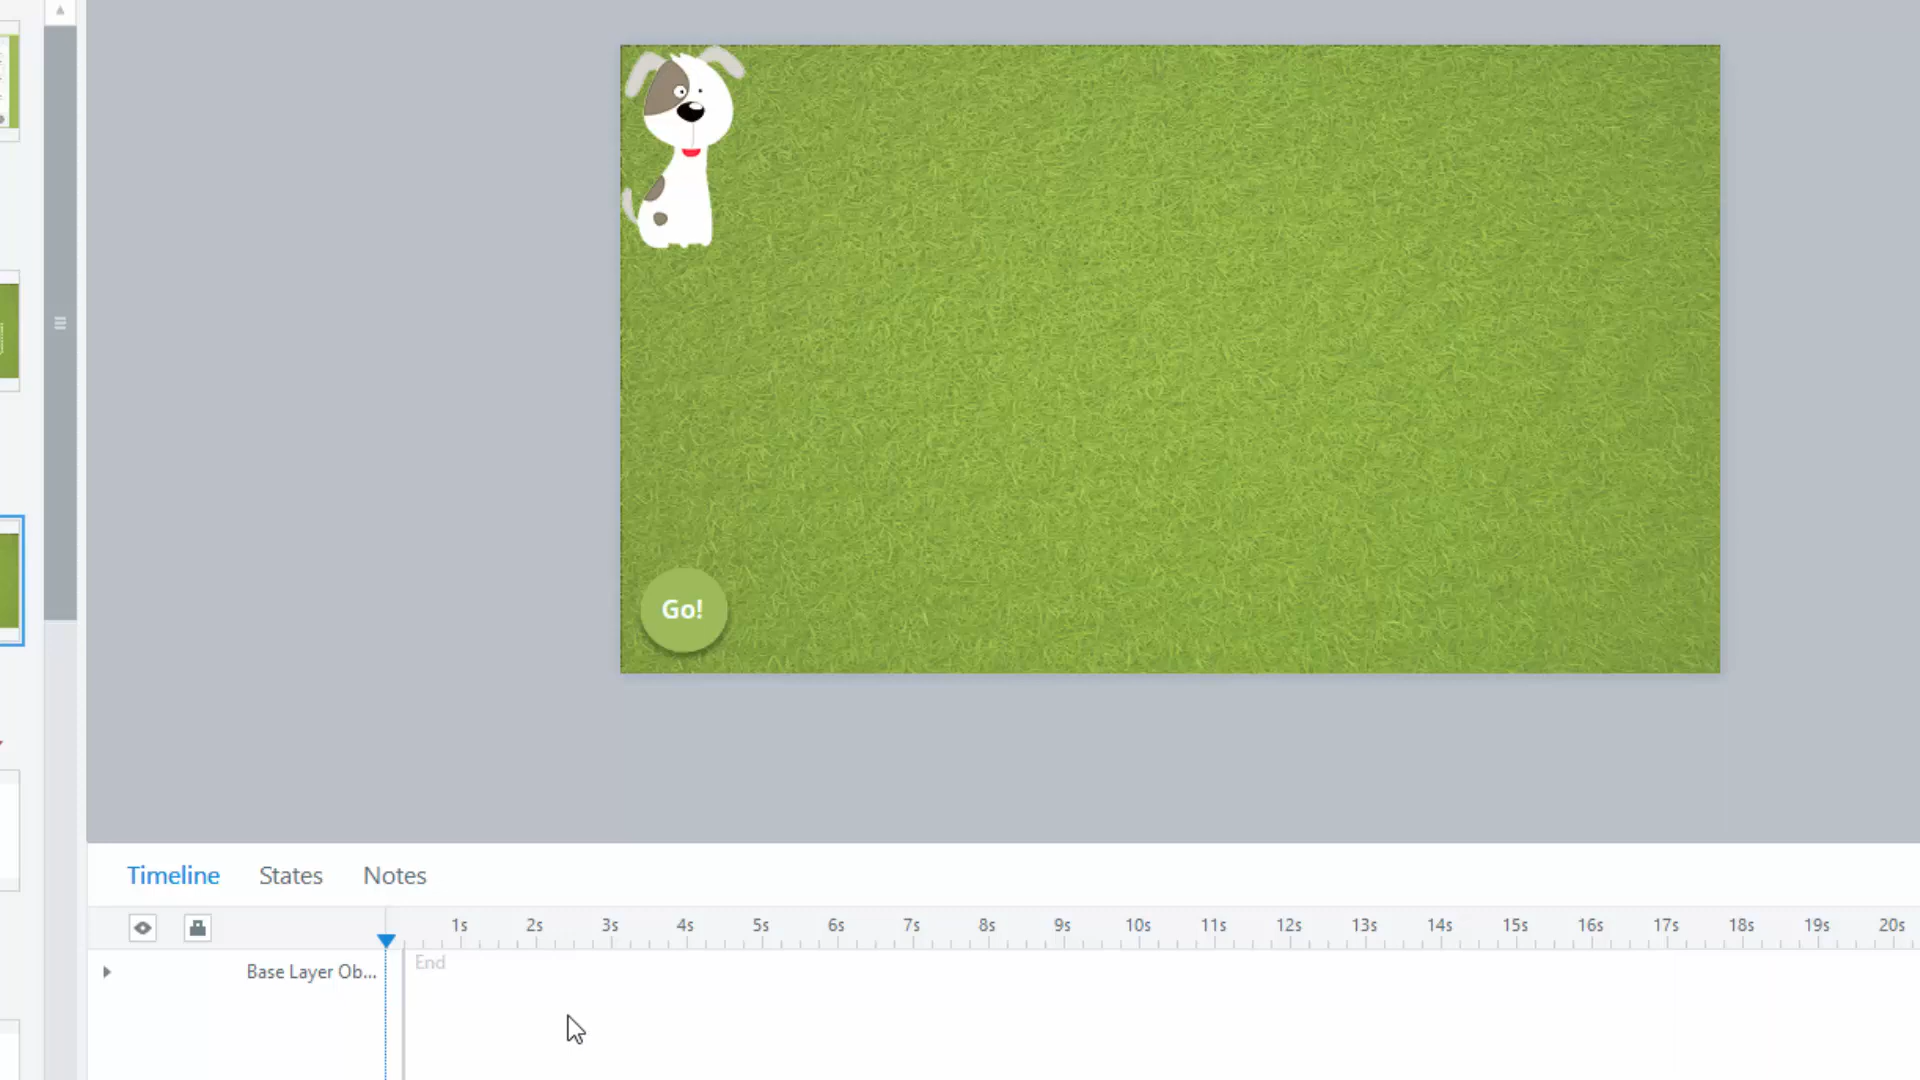 Go!
Timeline States Notes
1s 2s 3s 4s 5s 6s 7s 8s 9s 10s 11s 12s 13s 14s 15s 16s 17s 18s 19s 20s
End
Base Layer Ob...